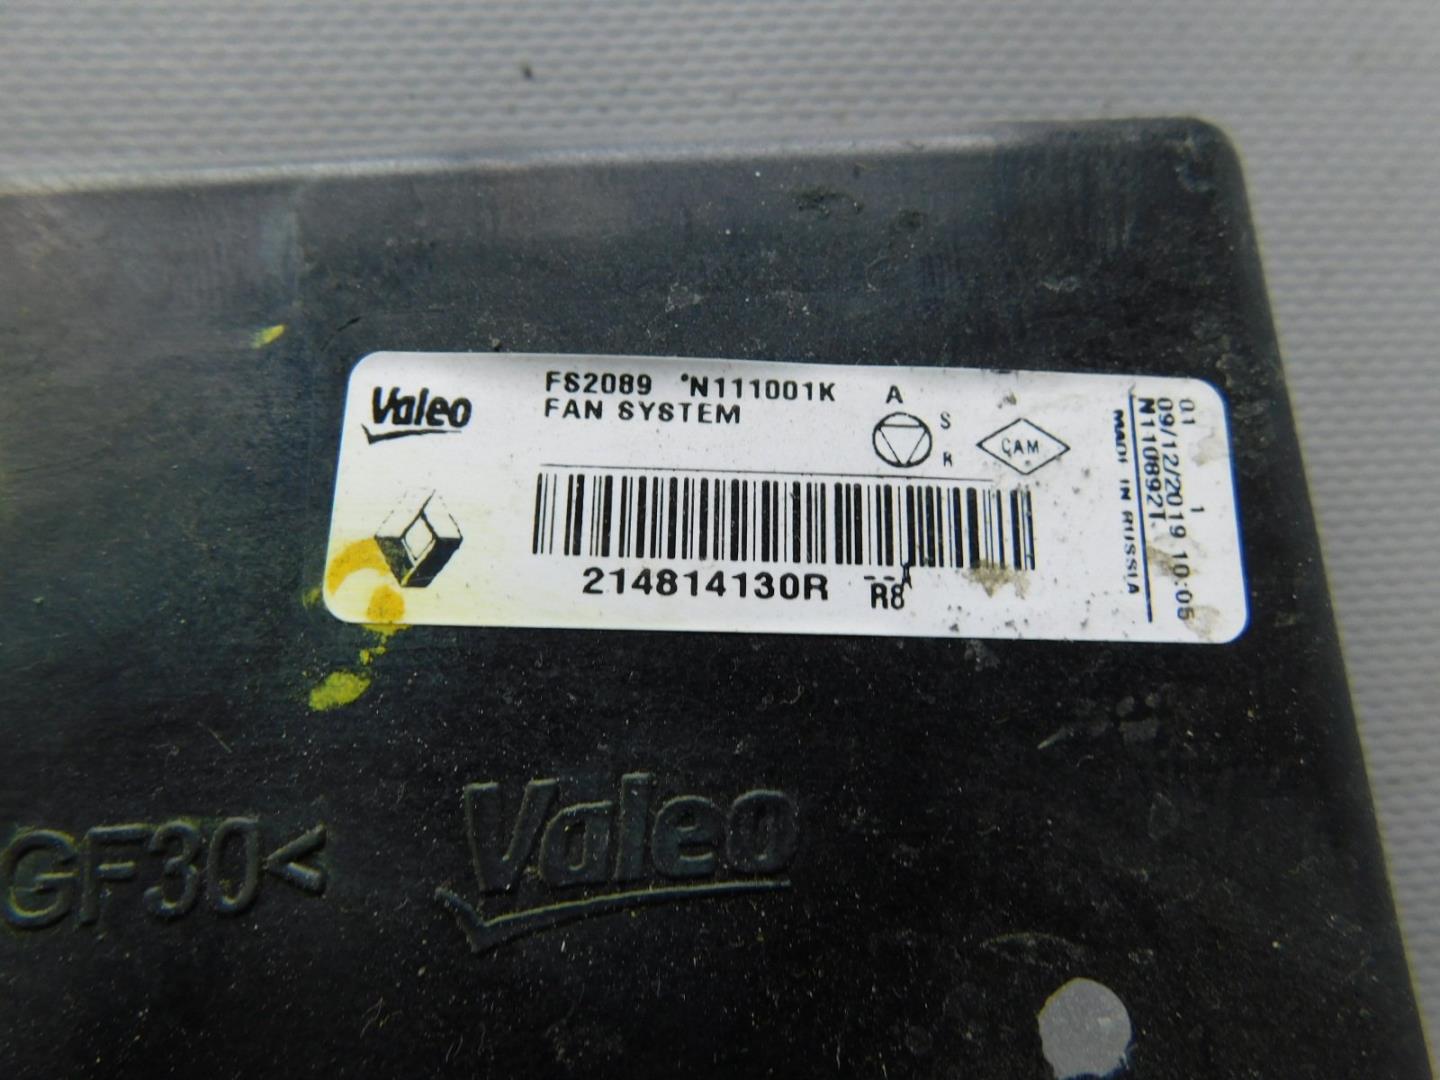 Valeo
FS2089 *N111001K
FAN SYSTEM
A
S
R
CAM
214814130R
--A
R8
01 1
09/12/2019 10:05
N110892T
MADE IN RUSSIA
GF30<
Valeo